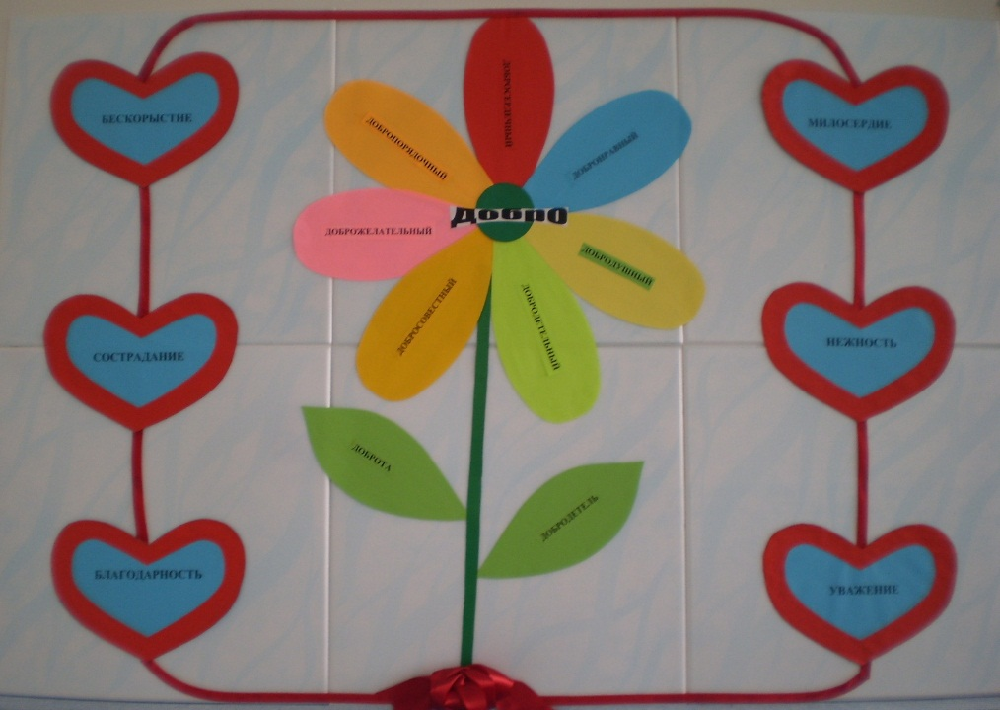 БЕСКОРЫСТИЕ
СОСТРАДАНИЕ
БЛАГОДАРНОСТЬ
ДОБРОПОРЯДОЧНЫЙ
ДОБРОСЕРДЕЧНЫЙ
ДОБРОНРАВНЫЙ
ДОБРО
ДОБРОЖЕЛАТЕЛЬНЫЙ
ДОБРОДУШНЫЙ
ДОБРОСОВЕСТНЫЙ
ДОБРОДЕТЕЛЬНЫЙ
ДОБРОТА
ДОБРОДЕТЕЛЬ
МИЛОСЕРДИЕ
НЕЖНОСТЬ
УВАЖЕНИЕ